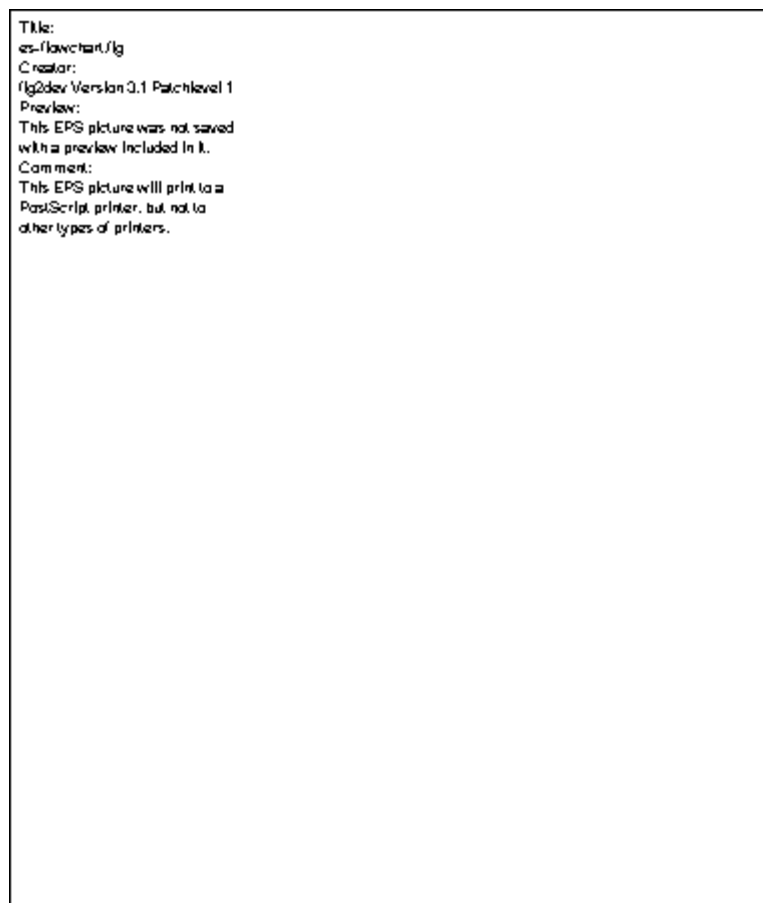 Title:
es-flowchart.fig
Creator:
fig2dev Version 3.1 Patchlevel 1
Preview:
This EPS picture was not saved
with a preview included in it.
Comment:
This EPS picture will print to a
PostScript printer, but not to
other types of printers.